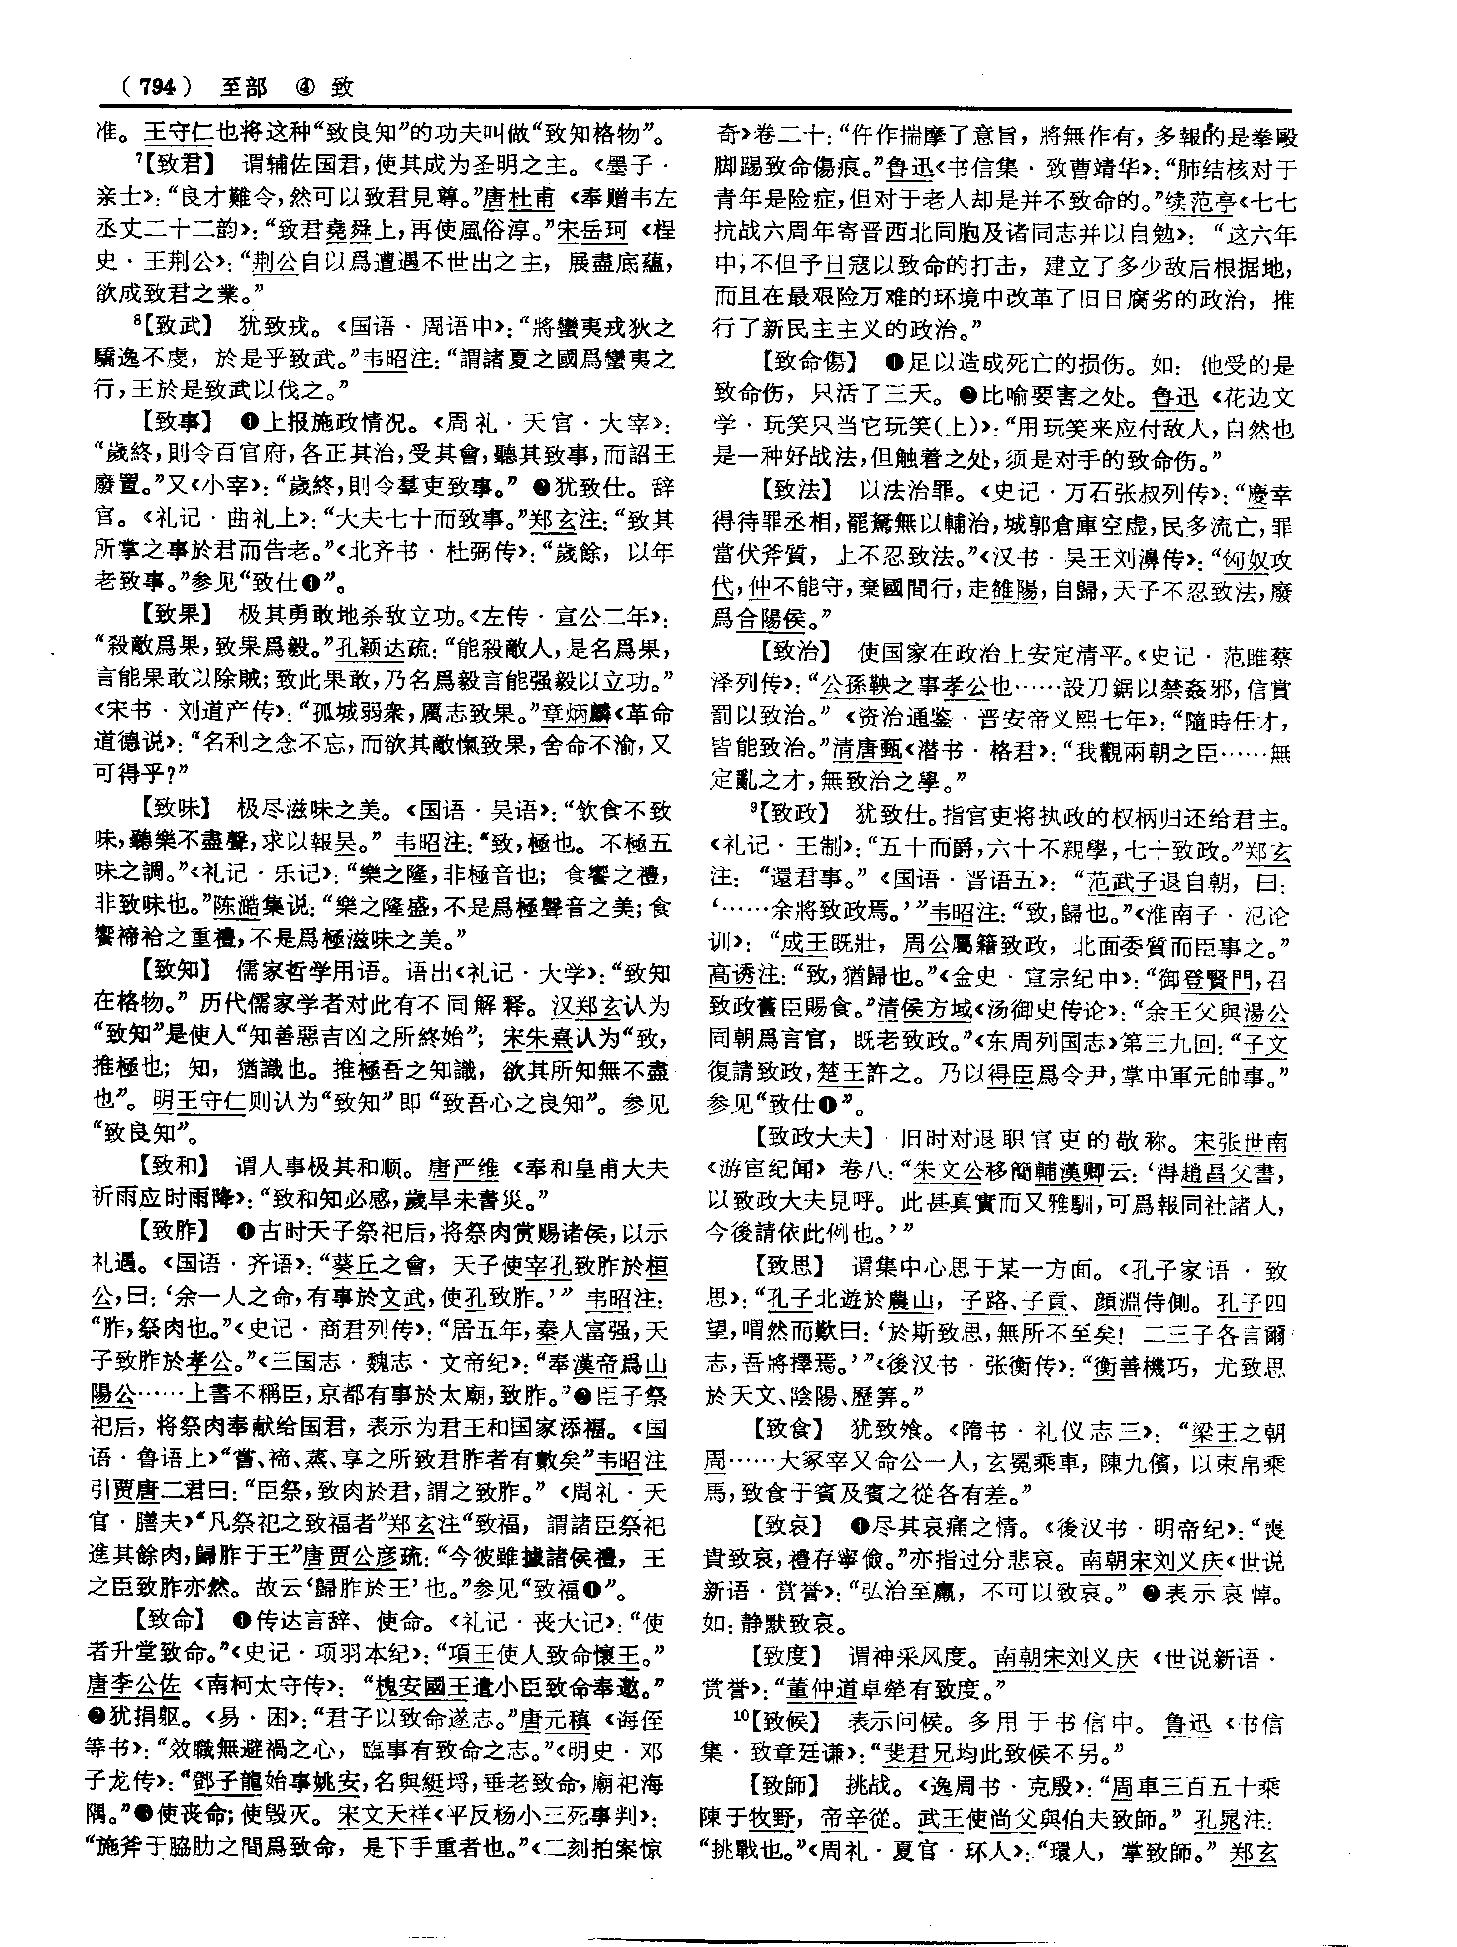 （794） 至部 ④ 致
准。王守仁也将这种“致良知”的功夫叫做“致知格物”。
⁷【致君】 谓辅佐国君，使其成为圣明之主。《墨子·
亲士》：“良才難令，然可以致君見尊。”唐杜甫《奉赠韦左
丞丈二十二韵》：“致君堯舜上，再使風俗淳。”宋岳珂《桯
史·王荆公》：“荆公自以爲遭遇不世出之主，展盡底藴，
欲成致君之業。”
⁸【致武】 犹致戎。《国语·周语中》：“將蠻夷戎狄之
驕逸不虔，於是乎致武。”韦昭注：“謂諸夏之國爲蠻夷之
行，王於是致武以伐之。”
【致事】 ❶上报施政情况。《周礼·天官·大宰》：
“歲終，則令百官府，各正其治，受其會，聽其致事，而詔王
廢置。”又《小宰》：“歲終，則令羣吏致事。” ❷犹致仕。辞
官。《礼记·曲礼上》：“大夫七十而致事。”郑玄注：“致其
所掌之事於君而告老。”《北齐书·杜弼传》：“歲餘，以年
老致事。”参见“致仕❶”。
【致果】 极其勇敢地杀敌立功。《左传·宣公二年》：
“殺敵爲果，致果爲毅。”孔颖达疏：“能殺敵人，是名爲果，
言能果敢以除賊；致此果敢，乃名爲毅言能强毅以立功。”
《宋书·刘道产传》：“孤城弱衆，厲志致果。”章炳麟《革命
道德说》：“名利之念不忘，而欲其敵愾致果，舍命不渝，又
可得乎？”
【致味】 极尽滋味之美。《国语·吴语》：“飲食不致
味，聽樂不盡聲，求以報吴。”韦昭注：“致，極也。不極五
味之調。”《礼记·乐记》：“樂之隆，非極音也；食饗之禮，
非致味也。”陈澔集说：“樂之隆盛，不是爲極聲音之美；食
饗禘祫之重禮，不是爲極滋味之美。”
【致知】 儒家哲学用语。语出《礼记·大学》：“致知
在格物。”历代儒家学者对此有不同解释。汉郑玄认为
“致知”是使人“知善惡吉凶之所終始”；宋朱熹认为“致，
推極也；知，猶識也。推極吾之知識，欲其所知無不盡
也”。明王守仁则认为“致知”即“致吾心之良知”。参见
“致良知”。
【致和】 谓人事极其和顺。唐严维《奉和皇甫大夫
祈雨应时雨降》：“致和知必感，歲旱未書災。”
【致胙】 ❶古时天子祭祀后，将祭肉赏赐诸侯，以示
礼遇。《国语·齐语》：“葵丘之會，天子使宰孔致胙於桓
公，曰：‘余一人之命，有事於文武，使孔致胙。’”韦昭注：
“胙，祭肉也。”《史记·商君列传》：“居五年，秦人富强，天
子致胙於孝公。”《三国志·魏志·文帝纪》：“奉漢帝爲山
陽公……上書不稱臣，京都有事於太廟，致胙。”❷臣子祭
祀后，将祭肉奉献给国君，表示为君王和国家添福。《国
语·鲁语上》“嘗、禘、蒸、享之所致君胙者有數矣”韦昭注
引贾唐二君曰：“臣祭，致肉於君，謂之致胙。”《周礼·天
官·膳夫》“凡祭祀之致福者”郑玄注“致福，謂諸臣祭祀
進其餘肉，歸胙于王”唐贾公彦疏：“今彼雖據諸侯禮，王
之臣致胙亦然。故云‘歸胙於王’也。”参见“致福❶”。
【致命】 ❶传达言辞、使命。《礼记·丧大记》：“使
者升堂致命。”《史记·项羽本纪》：“項王使人致命懷王。”
唐李公佐《南柯太守传》：“槐安國王遣小臣致命奉邀。”
❷犹捐躯。《易·困》：“君子以致命遂志。”唐元稹《诲侄
等书》：“效職無避禍之心，臨事有致命之志。”《明史·邓
子龙传》：“鄧子龍始事姚安，名與綎埒，垂老致命，廟祀海
隅。”❸使丧命；使毁灭。宋文天祥《平反杨小三死事判》：
“施斧于脇肋之間爲致命，是下手重者也。”《二刻拍案惊
奇》卷二十：“仵作揣摩了意旨，將無作有，多報的是拳毆
脚踢致命傷痕。”鲁迅《书信集·致曹靖华》：“肺结核对于
青年是险症，但对于老人却是并不致命的。”续范亭《七七
抗战六周年寄晋西北同胞及诸同志并以自勉》：“这六年
中，不但予日寇以致命的打击，建立了多少敌后根据地，
而且在最艰险万难的环境中改革了旧日腐劣的政治，推
行了新民主主义的政治。”
【致命傷】 ❶足以造成死亡的损伤。如：他受的是
致命伤，只活了三天。❷比喻要害之处。鲁迅《花边文
学·玩笑只当它玩笑（上）》：“用玩笑来应付敌人，自然也
是一种好战法，但触着之处，须是对手的致命伤。”
【致法】 以法治罪。《史记·万石张叔列传》：“慶幸
得待罪丞相，罷駑無以輔治，城郭倉庫空虚，民多流亡，罪
當伏斧質，上不忍致法。”《汉书·吴王刘濞传》：“匈奴攻
代，仲不能守，棄國間行，走雒陽，自歸，天子不忍致法，廢
爲合陽侯。”
【致治】 使国家在政治上安定清平。《史记·范雎蔡
泽列传》：“公孫鞅之事孝公也……設刀鋸以禁姦邪，信賞
罰以致治。”《资治通鉴·晋安帝义熙七年》：“隨時任才，
皆能致治。”清唐甄《潜书·格君》：“我觀兩朝之臣……無
定亂之才，無致治之學。”
⁹【致政】 犹致仕。指官吏将执政的权柄归还给君主。
《礼记·王制》：“五十而爵，六十不親學，七十致政。”郑玄
注：“還君事。”《国语·晋语五》：“范武子退自朝，曰：
‘……余將致政焉。’”韦昭注：“致，歸也。”《淮南子·氾论
训》：“成王既壯，周公屬籍致政，北面委質而臣事之。”
高诱注：“致，猶歸也。”《金史·宣宗纪中》：“御登賢門，召
致政舊臣賜食。”清侯方域《汤御史传论》：“余王父與湯公
同朝爲言官，既老致政。”《东周列国志》第三九回：“子文
復請致政，楚王許之。乃以得臣爲令尹，掌中軍元帥事。”
参见“致仕❶”。
【致政大夫】 旧时对退职官吏的敬称。宋张世南
《游宦纪闻》卷八：“朱文公移簡輔漢卿云：‘得趙昌父書，
以致政大夫見呼。此甚真實而又雅馴，可爲報同社諸人，
今後請依此例也。’”
【致思】 谓集中心思于某一方面。《孔子家语·致
思》：“孔子北遊於農山，子路、子貢、顔淵侍側。孔子四
望，喟然而歎曰：‘於斯致思，無所不至矣！二三子各言爾
志，吾將擇焉。’”《後汉书·张衡传》：“衡善機巧，尤致思
於天文、陰陽、歷筭。”
【致食】 犹致飧。《隋书·礼仪志三》：“梁王之朝
周……大冢宰又命公一人，玄冕乘車，陳九儐，以束帛乘
馬，致食于賓及賓之從各有差。”
【致哀】 ❶尽其哀痛之情。《後汉书·明帝纪》：“喪
貴致哀，禮存寧儉。”亦指过分悲哀。南朝宋刘义庆《世说
新语·赏誉》：“弘治至羸，不可以致哀。” ❷表示哀悼。
如：静默致哀。
【致度】 谓神采风度。南朝宋刘义庆《世说新语·
赏誉》：“董仲道卓犖有致度。”
¹⁰【致候】 表示问候。多用于书信中。鲁迅《书信
集·致章廷谦》：“斐君兄均此致候不另。”
【致師】 挑战。《逸周书·克殷》：“周車三百五十乘
陳于牧野，帝辛從。武王使尚父與伯夫致師。”孔晁注：
“挑戰也。”《周礼·夏官·环人》：“環人，掌致師。”郑玄